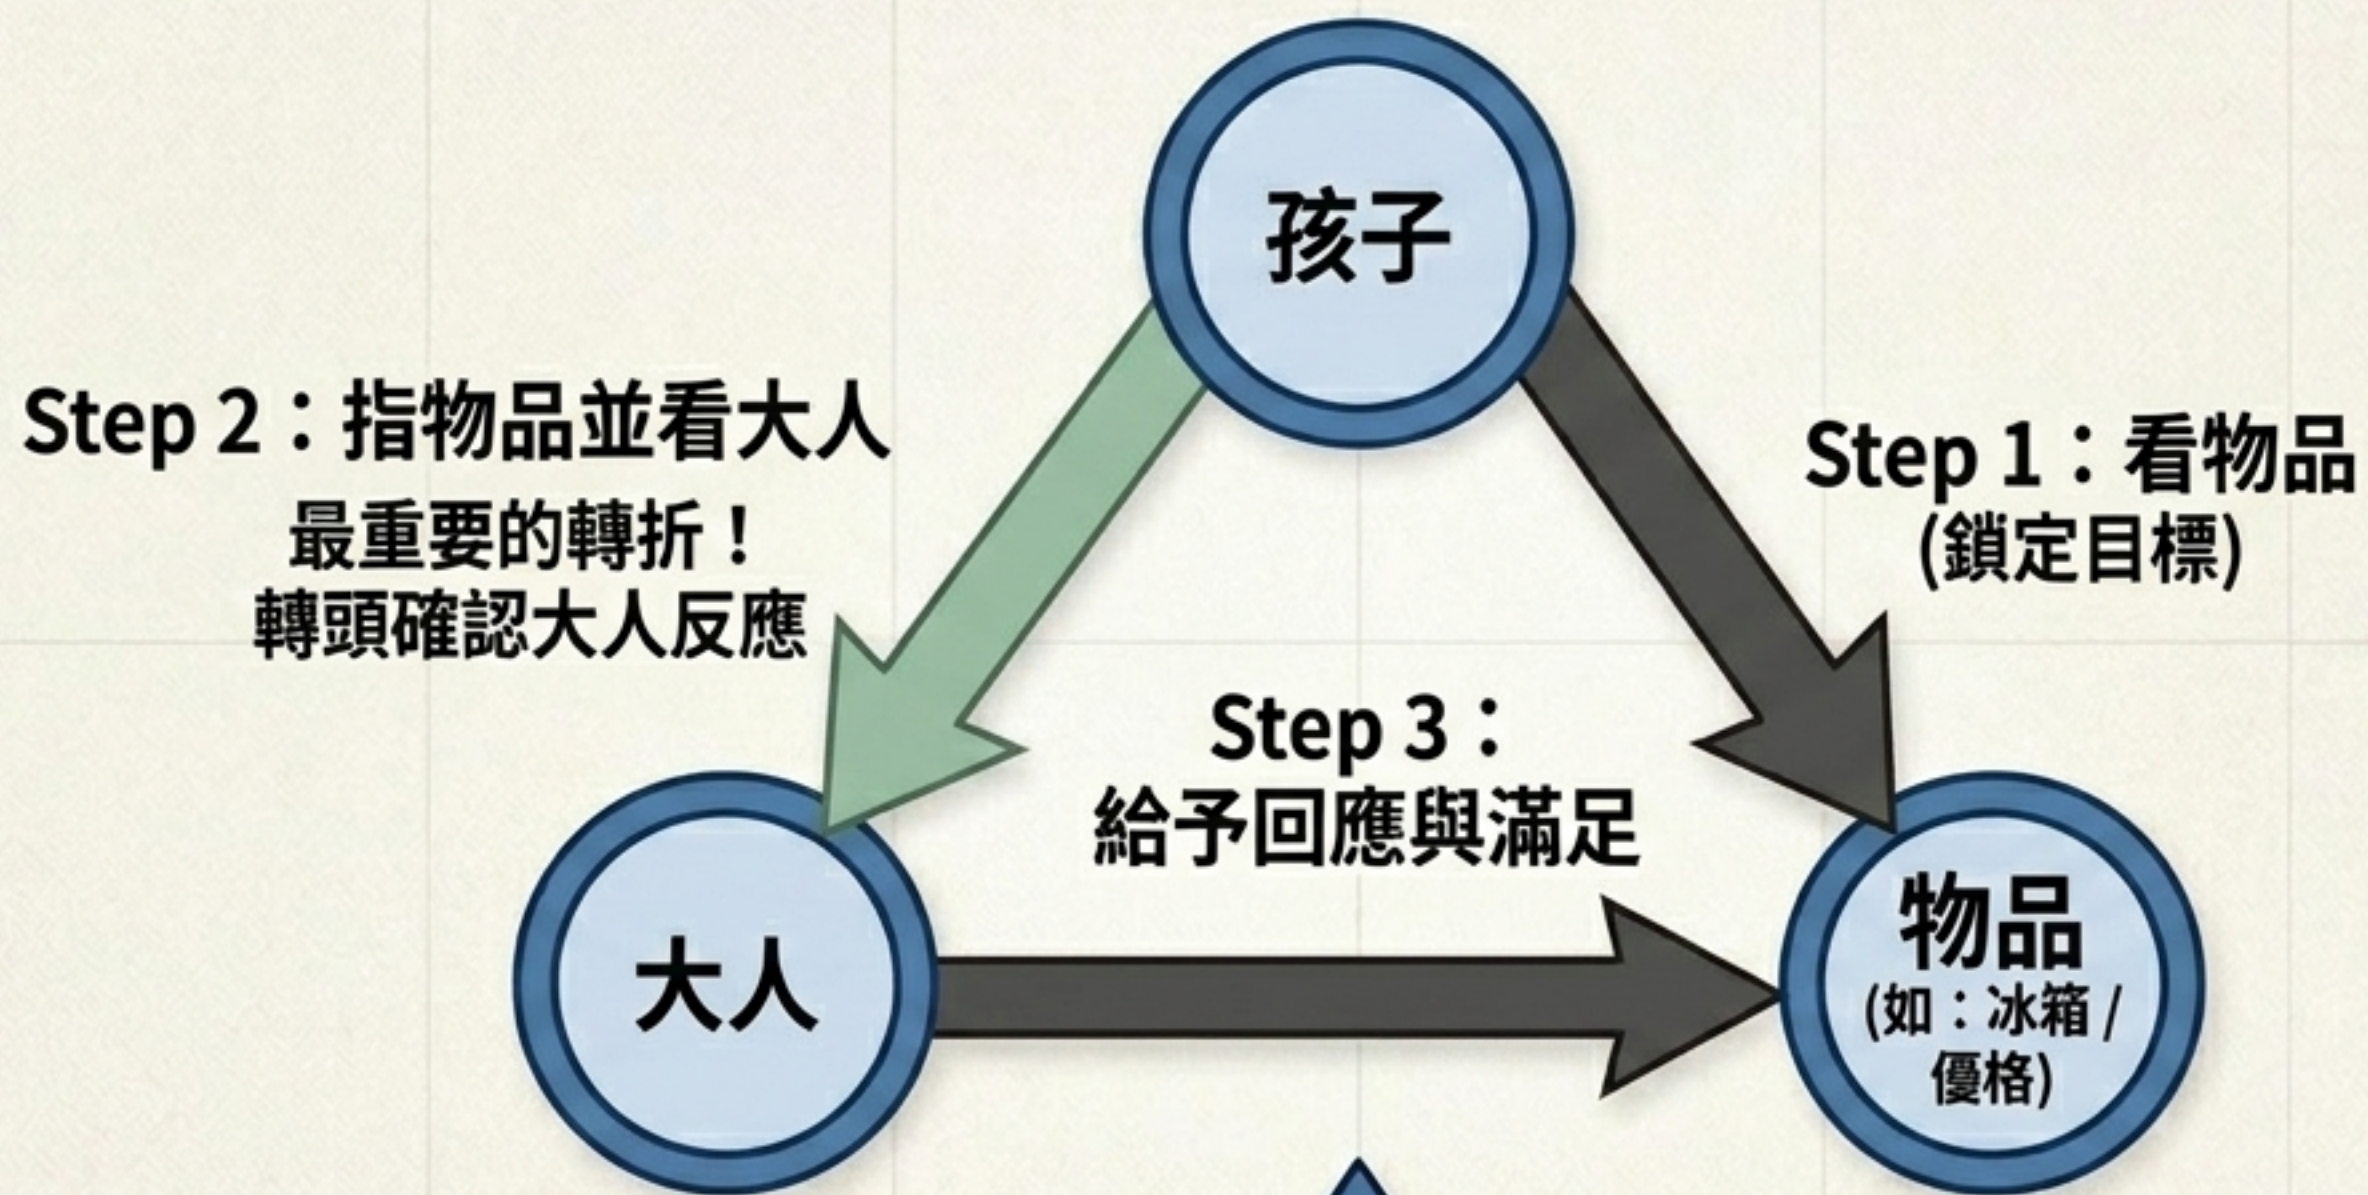 孩子
Step 2：指物品並看大人
最重要的轉折！
轉頭確認大人反應
Step 1：看物品
(鎖定目標)
Step 3：
給予回應與滿足
大人
物品
(如：冰箱 /
優格)